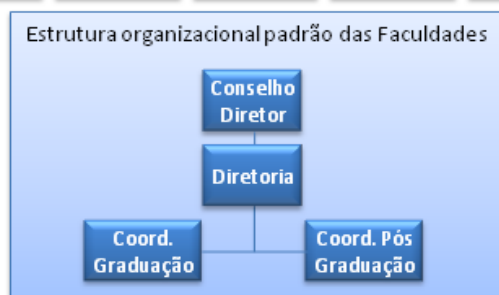 Estrutura organizacional padrão das Faculdades
Conselho
Diretor
Diretoria
Coord.
Graduação
Coord. Pós
Graduação